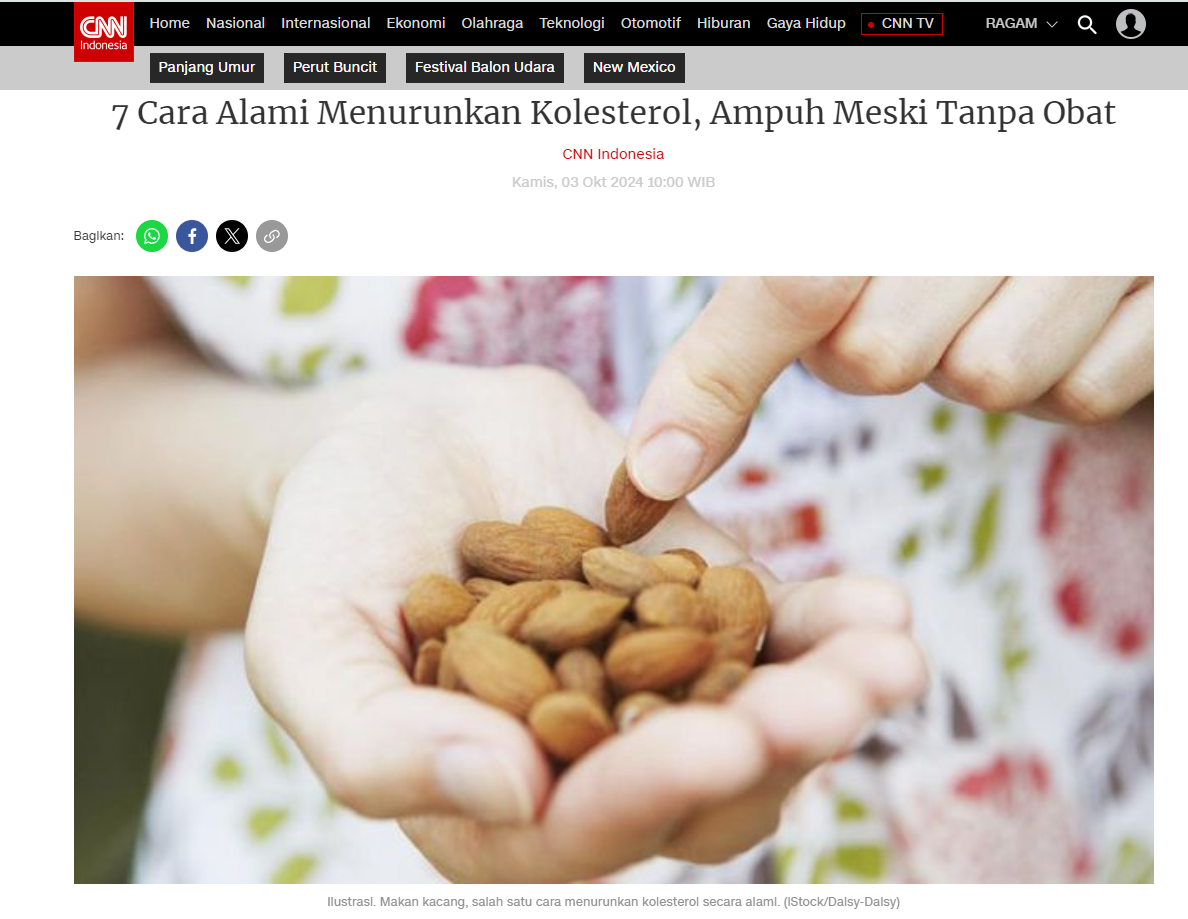 CNN
Indonesia
Home Nasional Internasional Ekonomi Olahraga Teknologi Otomotif Hiburan Gaya Hidup CNN TV RAGAM
Panjang Umur Perut Buncit Festival Balon Udara New Mexico
7 Cara Alami Menurunkan Kolesterol, Ampuh Meski Tanpa Obat
CNN Indonesia
Kamis, 03 Okt 2024 10:00 WIB
Bagikan:
Ilustrasi. Makan kacang, salah satu cara menurunkan kolesterol secara alami. (iStock/Daisy-Daisy)